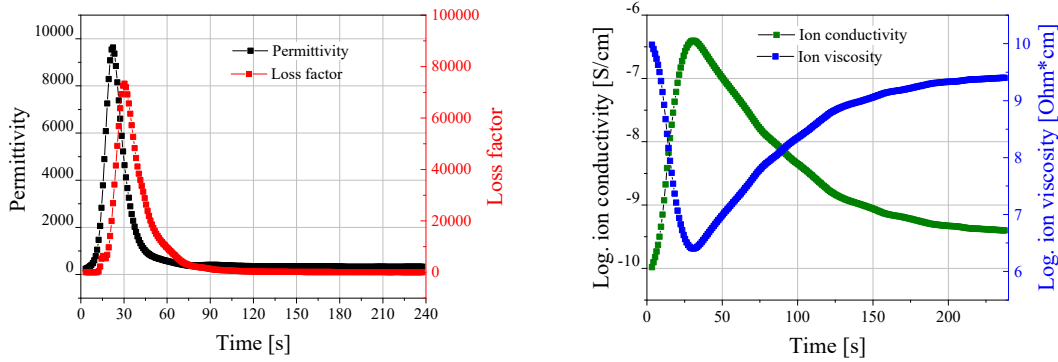 10000
8000
6000
4000
2000
0
Permittivity
100000
80000
60000
40000
20000
0
Loss factor
Permittivity
Loss factor
0 30 60 90 120 150 180 210 240
Time [s]
-6
-7
-8
-9
-10
Log. ion conductivity [S/cm]
10
9
8
7
6
Log. ion viscosity [Ohm*cm]
Ion conductivity
Ion viscosity
0 50 100 150 200
Time [s]